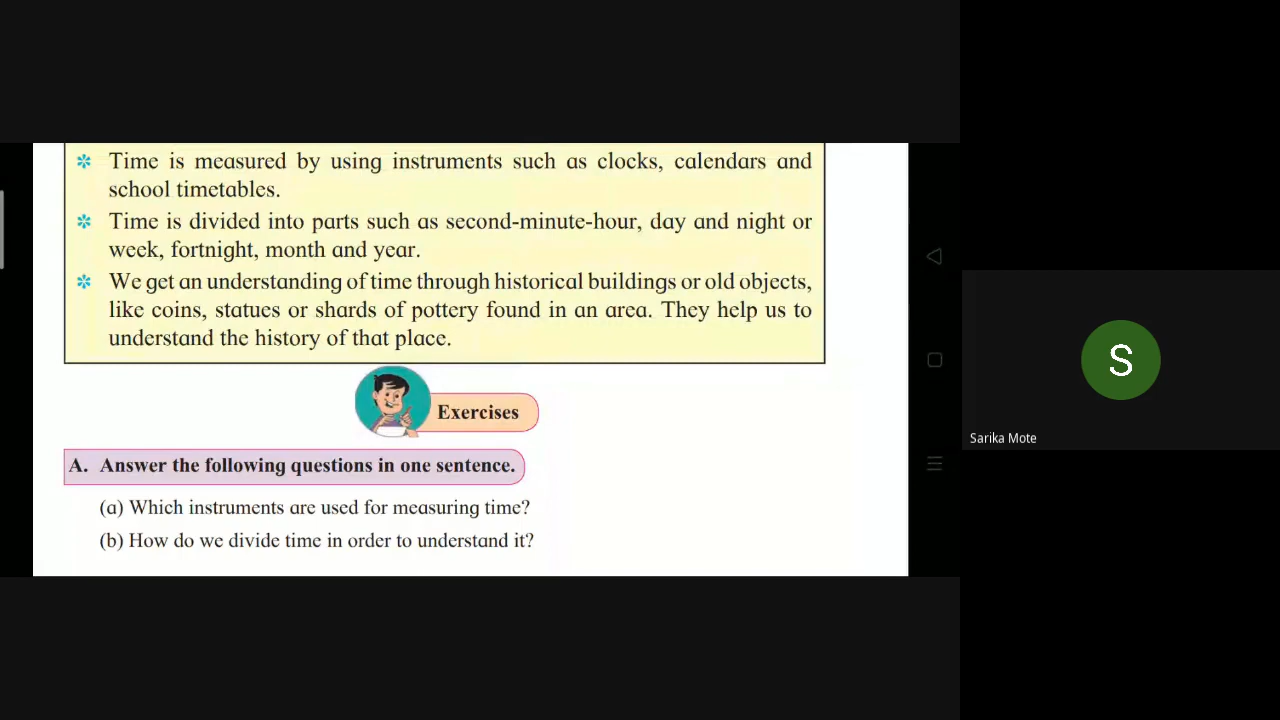 ✼ Time is measured by using instruments such as clocks, calendars and
school timetables.
✼ Time is divided into parts such as second-minute-hour, day and night or
week, fortnight, month and year.
✼ We get an understanding of time through historical buildings or old objects,
like coins, statues or shards of pottery found in an area. They help us to
understand the history of that place.
Exercises
A. Answer the following questions in one sentence.
(a) Which instruments are used for measuring time?
(b) How do we divide time in order to understand it?
S
Sarika Mote